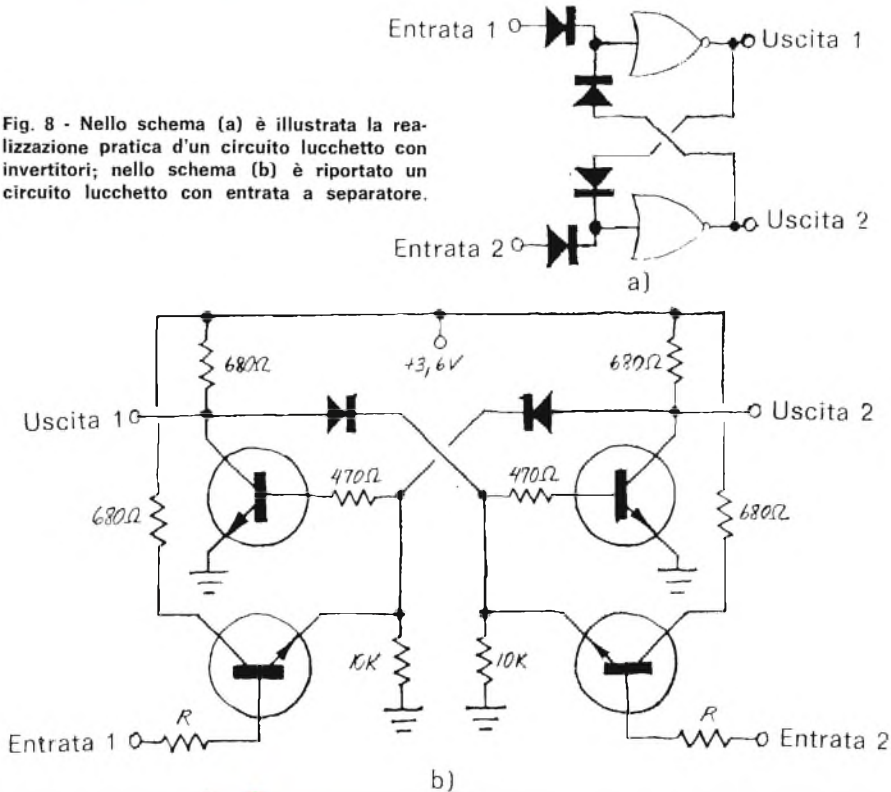 Entrata 1
Uscita 1
Fig. 8 - Nello schema (a) è illustrata la rea-
lizzazione pratica d'un circuito lucchetto con
invertitori; nello schema (b) è riportato un
circuito lucchetto con entrata a separatore.
Entrata 2
Uscita 2
a)
680Ω
+3,6V
680Ω
Uscita 1
Uscita 2
470Ω
470Ω
680Ω
680Ω
10K
10K
R
R
Entrata 1
Entrata 2
b)